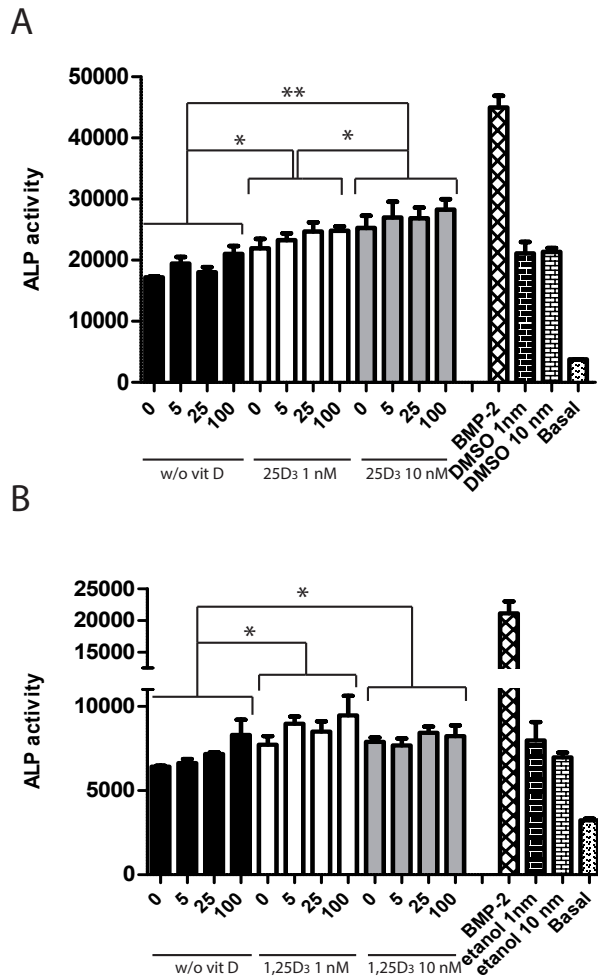 A
ALP activity
50000
40000
30000
20000
10000
0
**
* *
0 5 25 100 0 5 25 100 0 5 25 100 BMP-2 DMSO 1nm DMSO 10 nm Basal
w/o vit D 25D3 1 nM 25D3 10 nM
B
ALP activity
25000
20000
15000
10000
5000
0
*
*
0 5 25 100 0 5 25 100 0 5 25 100 BMP-2 etanol 1nm etanol 10 nm Basal
w/o vit D 1,25D3 1 nM 1,25D3 10 nM